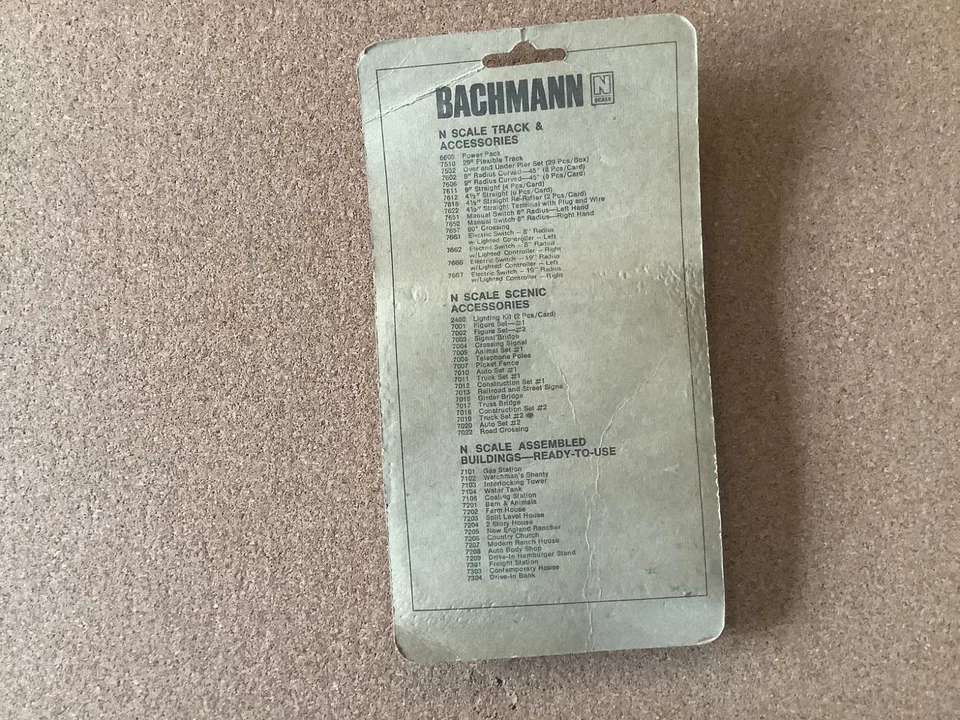 BACHMANN N
SCALE
N SCALE TRACK &
ACCESSORIES
6605 Power Pack
7510 29" Flexible Track
7532 Over and Under Pier Set (29 Pcs/Box)
7602 8" Radius Curved—45° (8 Pcs/Card)
7606 9" Radius Curved—45° (8 Pcs/Card)
7611 9" Straight (4 Pcs/Card)
7612 4½" Straight (6 Pcs/Card)
7618 4½" Straight Re-Railer (2 Pcs/Card)
7622 4½" Straight Terminal with Plug and Wire
7651 Manual Switch 8" Radius—Left Hand
7652 Manual Switch 8" Radius—Right Hand
7657 90° Crossing
7661 Electric Switch – 8" Radius
w/Lighted Controller – Left
7662 Electric Switch – 8" Radius
w/Lighted Controller – Right
7666 Electric Switch – 19" Radius
w/Lighted Controller – Left
7667 Electric Switch – 19" Radius
w/Lighted Controller – Right
N SCALE SCENIC
ACCESSORIES
2400 Lighting Kit (2 Pcs/Card)
7001 Figure Set—#1
7002 Figure Set—#2
7003 Signal Bridge
7004 Crossing Signal
7005 Animal Set #1
7006 Telephone Poles
7007 Picket Fence
7010 Auto Set #1
7011 Truck Set #1
7012 Construction Set #1
7015 Railroad and Street Signs
7016 Girder Bridge
7017 Truss Bridge
7018 Construction Set #2
7019 Truck Set #2
7020 Auto Set #2
7022 Road Crossing
N SCALE ASSEMBLED
BUILDINGS—READY-TO-USE
7101 Gas Station
7102 Watchman's Shanty
7103 Interlocking Tower
7104 Water Tank
7105 Coaling Station
7201 Barn & Animals
7202 Farm House
7203 Split Level House
7204 2 Story House
7205 New England Rancher
7206 Country Church
7207 Modern Ranch House
7208 Auto Body Shop
7209 Drive-In Hamburger Stand
7301 Freight Station
7303 Contemporary House
7304 Drive-In Bank